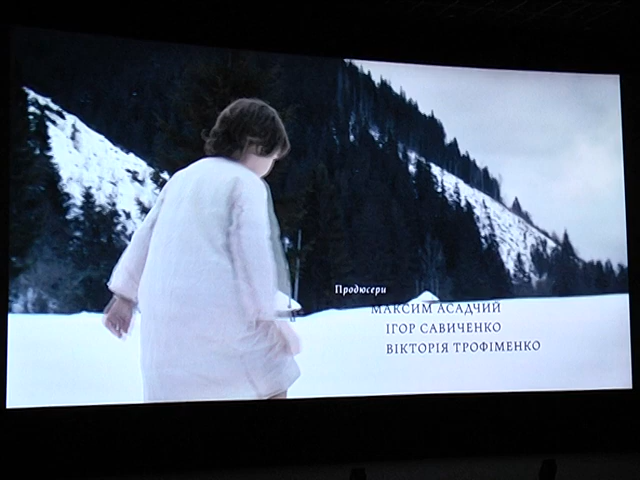 Продюсери
МАКСИМ АСАДЧИЙ
ІГОР САВИЧЕНКО
ВІКТОРІЯ ТРОФІМЕНКО